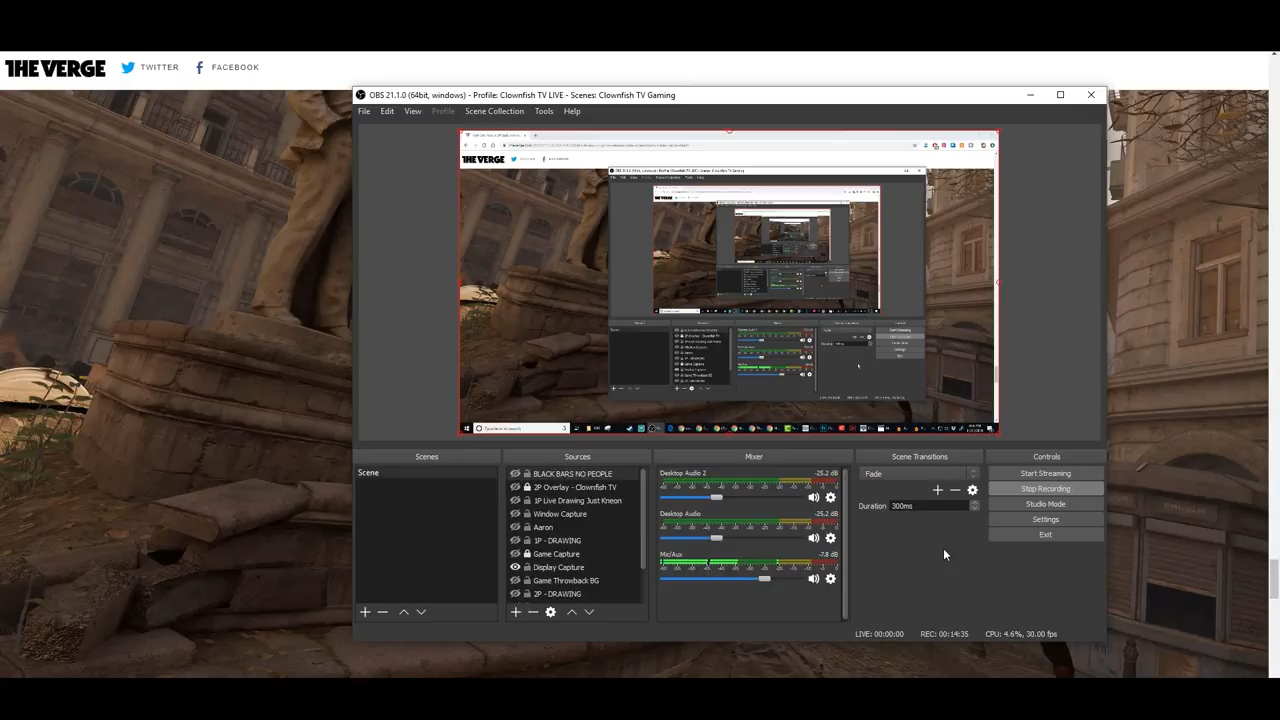 THE VERGE TWITTER FACEBOOK
OBS 21.1.0 (64bit, windows) - Profile: Clownfish TV LIVE - Scenes: Clownfish TV Gaming
File Edit View Profile Scene Collection Tools Help
THE VERGE
Scenes Sources Mixer Scene Transitions Controls
Scene
BLACK BARS NO PEOPLE
2P Overlay - Clownfish TV
1P Live Drawing Just Kneon
Window Capture
Aaron
1P - DRAWING
Game Capture
Display Capture
Game Throwback BG
2P - DRAWING
Desktop Audio 2 -25.2 dB
Desktop Audio -25.2 dB
Mic/Aux -7.8 dB
Fade
Duration 300ms
Start Streaming
Stop Recording
Studio Mode
Settings
Exit
LIVE: 00:00:00 REC: 00:14:35 CPU: 4.6%, 30.00 fps